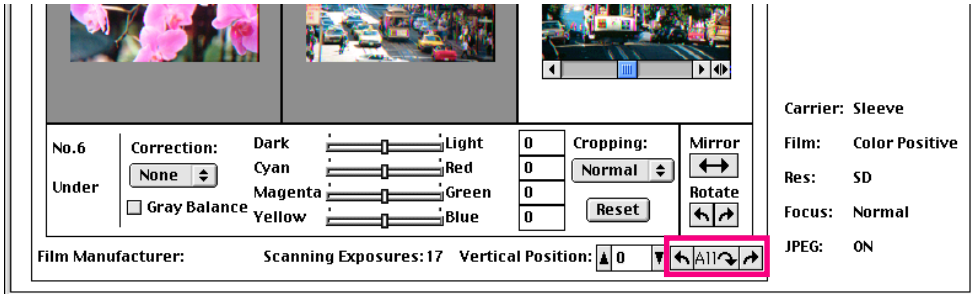 No.6
Under
Correction:
None
Gray Balance
Dark
Light
0
Cyan
Red
0
Magenta
Green
0
Yellow
Blue
0
Cropping:
Normal
Reset
Mirror
Rotate
Film Manufacturer:
Scanning Exposures:17
Vertical Position:
0
All
Carrier: Sleeve
Film: Color Positive
Res: SD
Focus: Normal
JPEG: ON